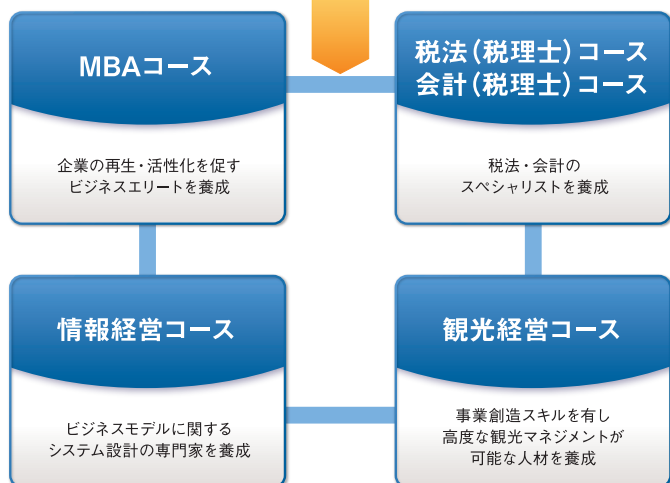 MBAコース
企業の再生・活性化を促す
ビジネスエリートを養成
税法(税理士)コース
会計(税理士)コース
税法・会計の
スペシャリストを養成
情報経営コース
ビジネスモデルに関する
システム設計の専門家を養成
観光経営コース
事業創造スキルを有し
高度な観光マネジメントが
可能な人材を養成